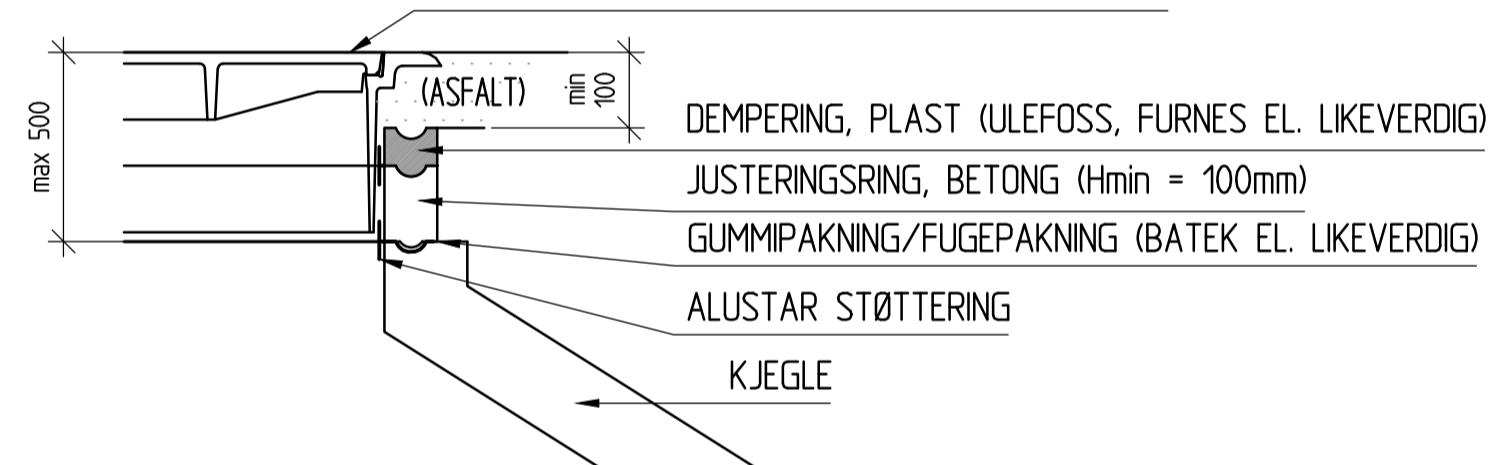 (ASFALT)
min
100
max 500
DEMPERING, PLAST (ULEFOSS, FURNES EL. LIKEVERDIG)
JUSTERINGSRING, BETONG (Hmin = 100mm)
GUMMIPAKNING/FUGEPAKNING (BATEK EL. LIKEVERDIG)
ALUSTAR STØTTERING
KJEGLE